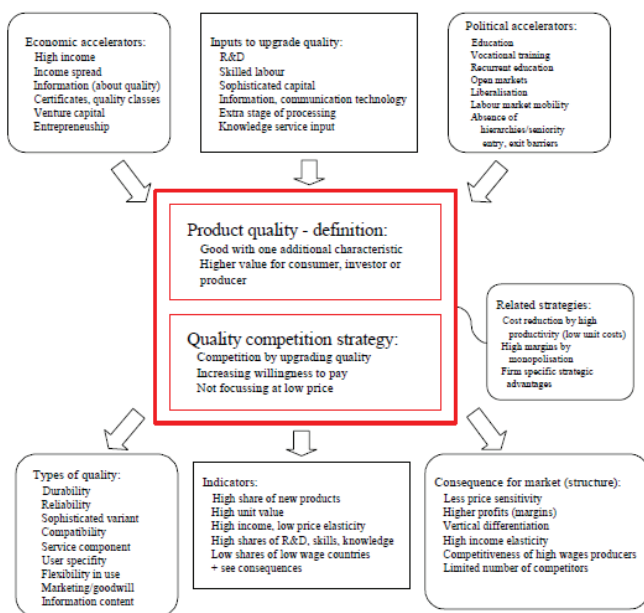 Economic accelerators:
High income
Income spread
Information (about quality)
Certificates, quality classes
Venture capital
Entrepreneurship
Inputs to upgrade quality:
R&D
Skilled labour
Sophisticated capital
Information, communication technology
Extra stage of processing
Knowledge service input
Political accelerators:
Education
Vocational training
Recurrent education
Open markets
Liberalisation
Labour market mobility
Absence of
hierarchies/seniority
entry, exit barriers
Product quality - definition:
Good with one additional characteristic
Higher value for consumer, investor or
producer
Quality competition strategy:
Competition by upgrading quality
Increasing willingness to pay
Not focussing at low price
Related strategies:
Cost reduction by high
productivity (low unit costs)
High margins by
monopolisation
Firm specific strategic
advantages
Types of quality:
Durability
Reliability
Sophisticated variant
Compatibility
Service component
User specifity
Flexibility in use
Marketing/goodwill
Information content
Indicators:
High share of new products
High unit value
High income, low price elasticity
High shares of R&D, skills, knowledge
Low shares of low wage countries
+ see consequences
Consequence for market (structure):
Less price sensitivity
Higher profits (margins)
Vertical differentiation
High income elasticity
Competitiveness of high wages producers
Limited number of competitors